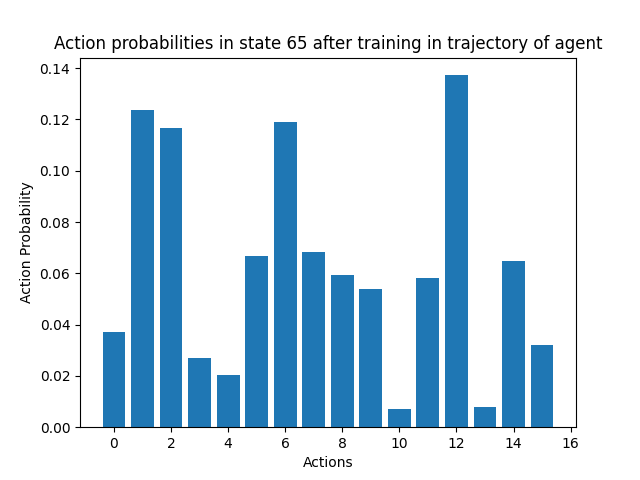 Action probabilities in state 65 after training in trajectory of agent
0.14
0.12
0.10
0.08
0.06
0.04
0.02
0.00
Action Probability
0 2 4 6 8 10 12 14 16
Actions